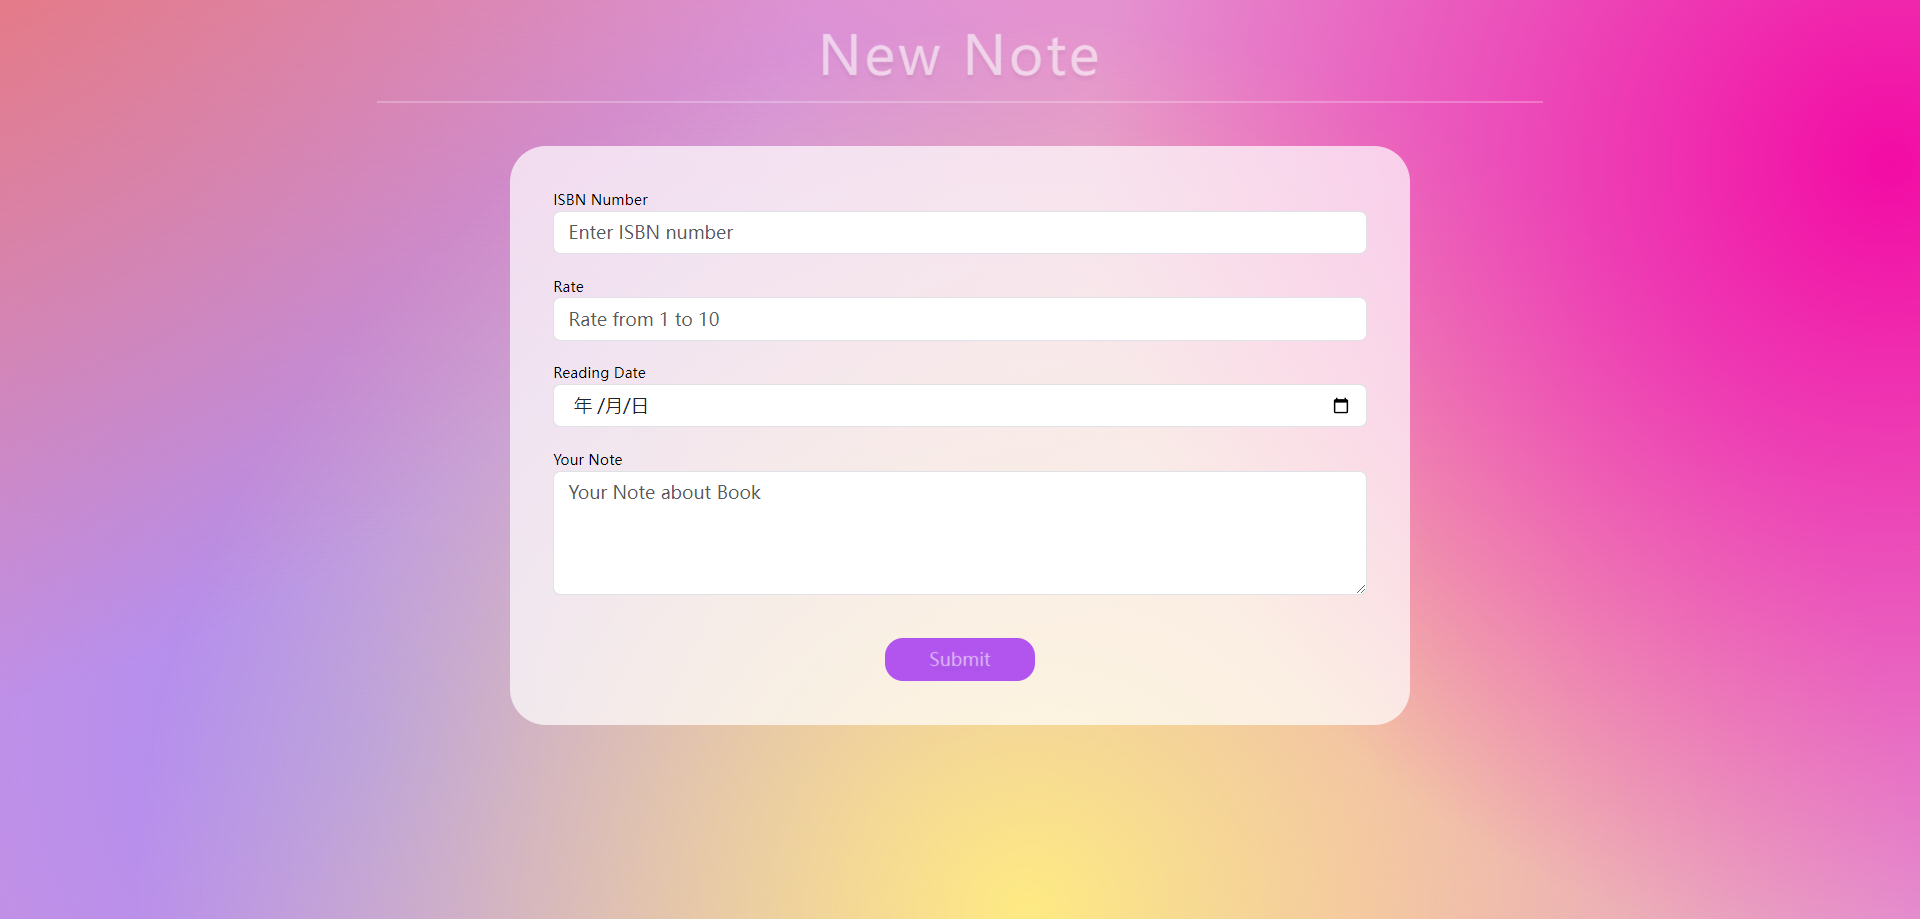 New Note
ISBN Number
Enter ISBN number
Rate
Rate from 1 to 10
Reading Date
年 /月/日
Your Note
Your Note about Book
Submit